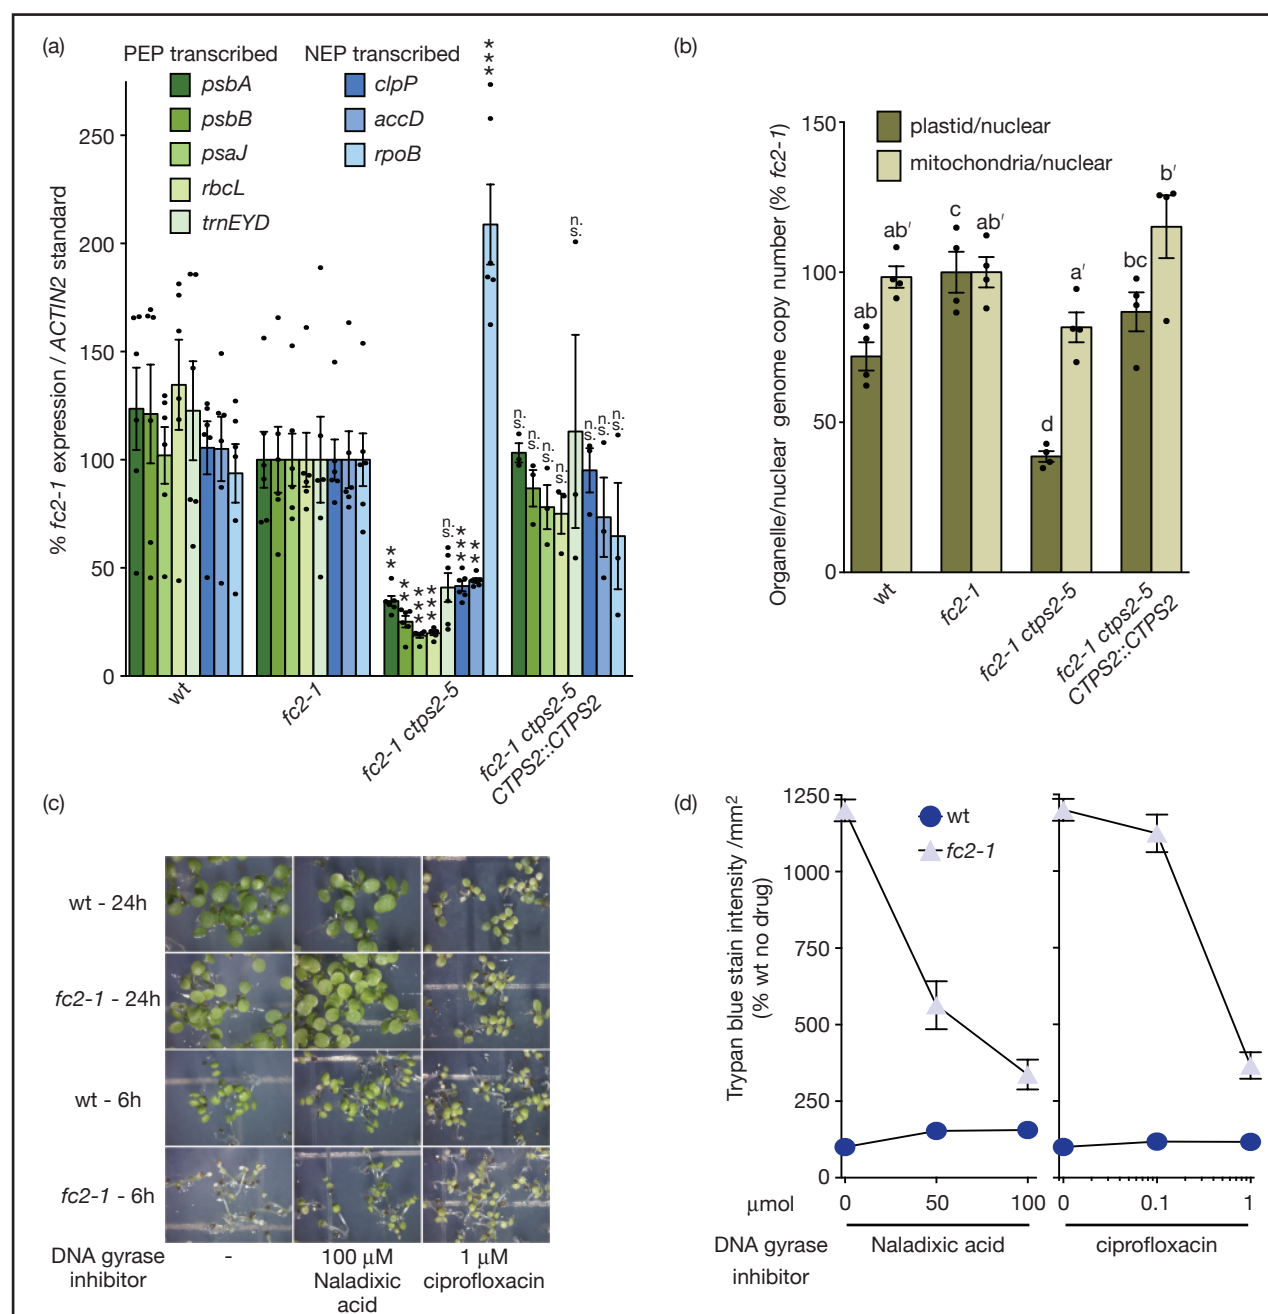 (a)
PEP transcribed
psbA
psbB
psaJ
rbcL
trnEYD
NEP transcribed
clpP
accD
rpoB
% fc2-1 expression / ACTIN2 standard
250
200
150
100
50
0
***
**
**
***
***
n.s.
***
**
n.s.
n.s.
n.s.
n.s.
n.s.
n.s.
n.s.
n.s.
wt
fc2-1
fc2-1 ctps2-5
fc2-1 ctps2-5
CTPS2::CTPS2
(b)
plastid/nuclear
mitochondria/nuclear
Organelle/nuclear genome copy number (% fc2-1)
150
100
50
0
ab
ab′
c
ab′
d
a′
bc
b′
wt
fc2-1
fc2-1 ctps2-5
fc2-1 ctps2-5
CTPS2::CTPS2
(c)
wt - 24h
fc2-1 - 24h
wt - 6h
fc2-1 - 6h
DNA gyrase
inhibitor
-
100 μM
Naladixic
acid
1 μM
ciprofloxacin
(d)
wt
fc2-1
Trypan blue stain intensity /mm²
(% wt no drug)
1250
1000
750
500
250
0
μmol
0 50 100
0 0.1 1
DNA gyrase
inhibitor
Naladixic acid
ciprofloxacin